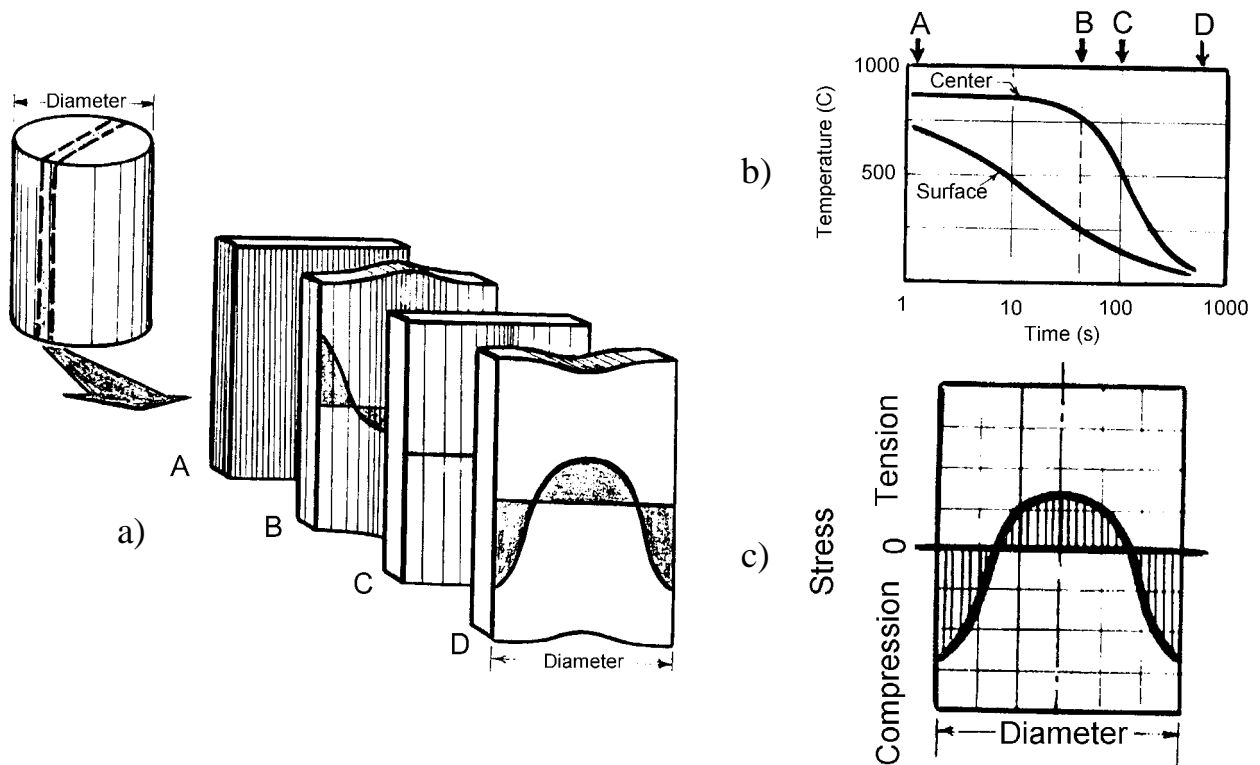 Diameter
A
B
a)
C
D
Diameter
A B C D
b)
Temperature (C)
1000
500
Center
Surface
1 10 100 1000
Time (s)
c)
Stress
Compression 0 Tension
Diameter